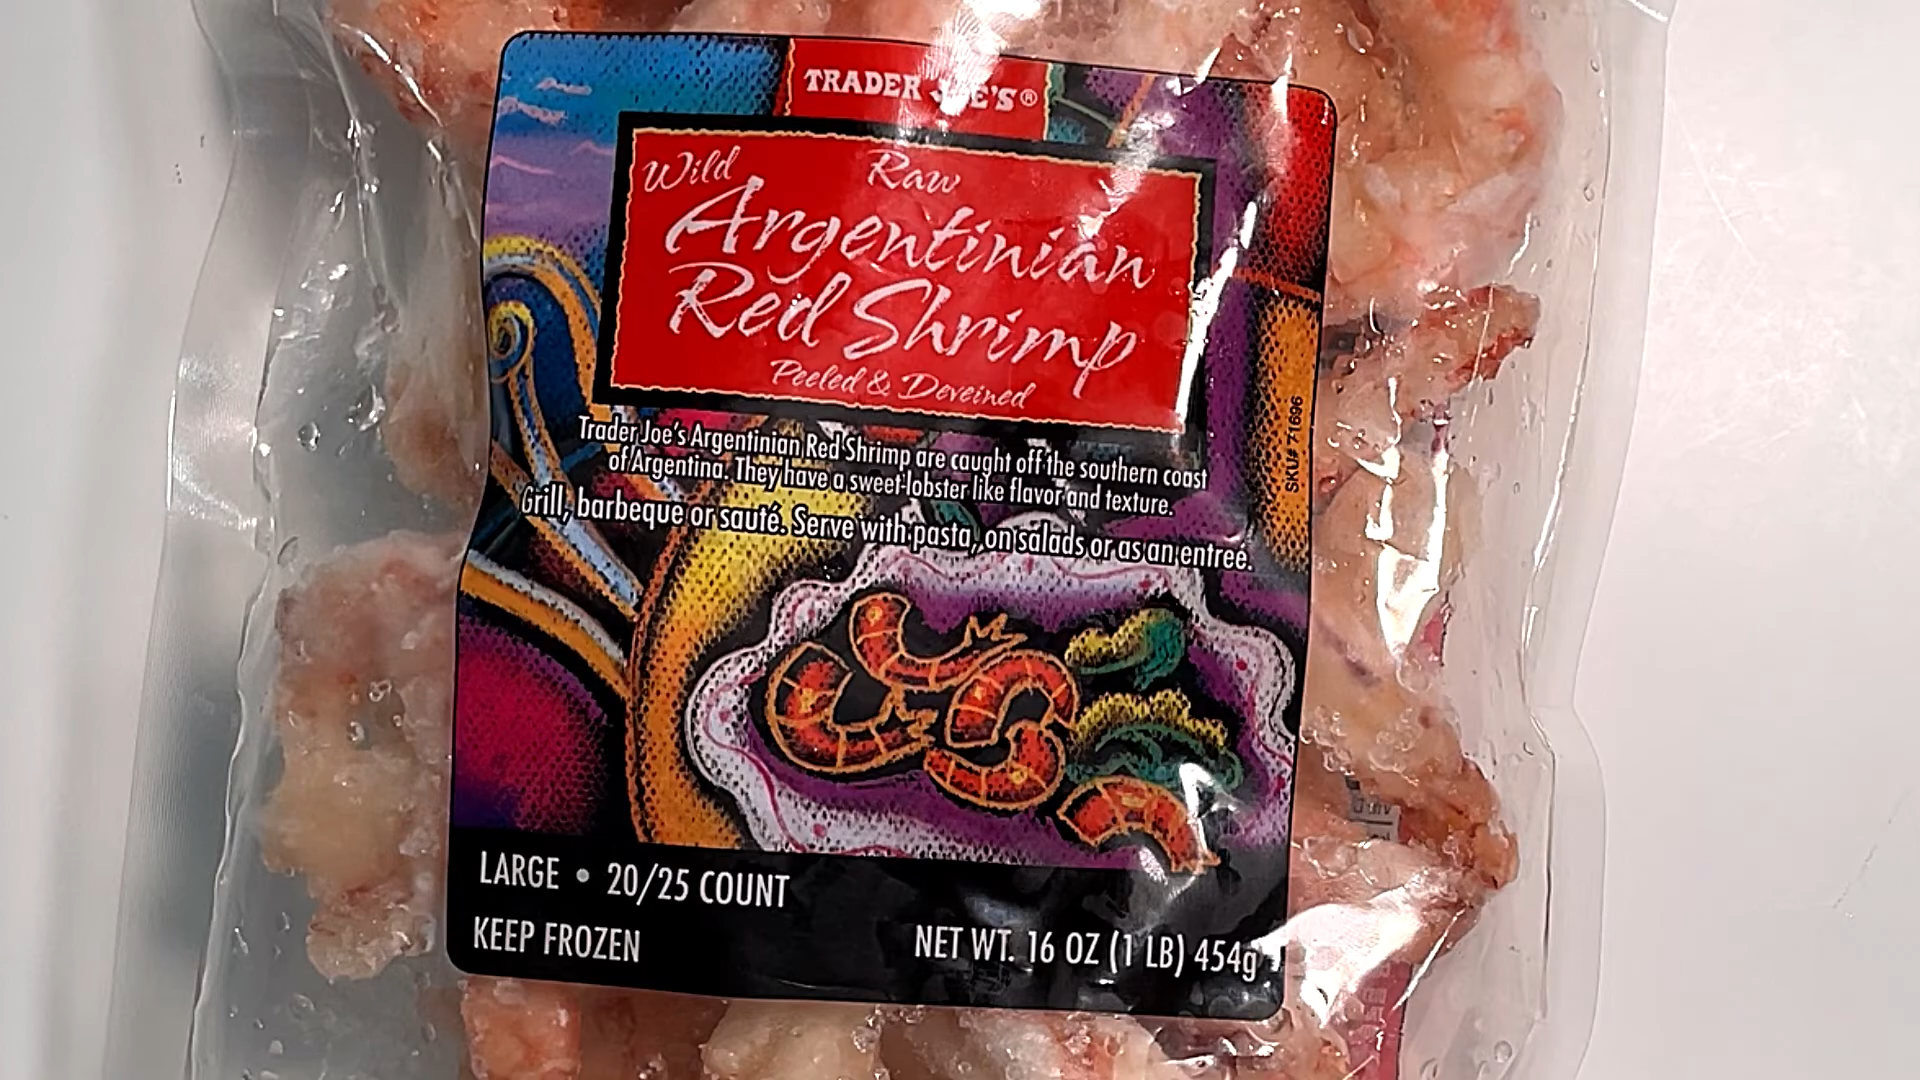 TRADER JOE'S®
Wild Raw
Argentinian
Red Shrimp
Peeled & Deveined
Trader Joe's Argentinian Red Shrimp are caught off the southern coast
of Argentina. They have a sweet-lobster like flavor and texture.
Grill, barbeque or sauté. Serve with pasta, on salads or as an entreé.
SKU# 71696
LARGE • 20/25 COUNT
KEEP FROZEN
NET WT. 16 OZ (1 LB) 454g